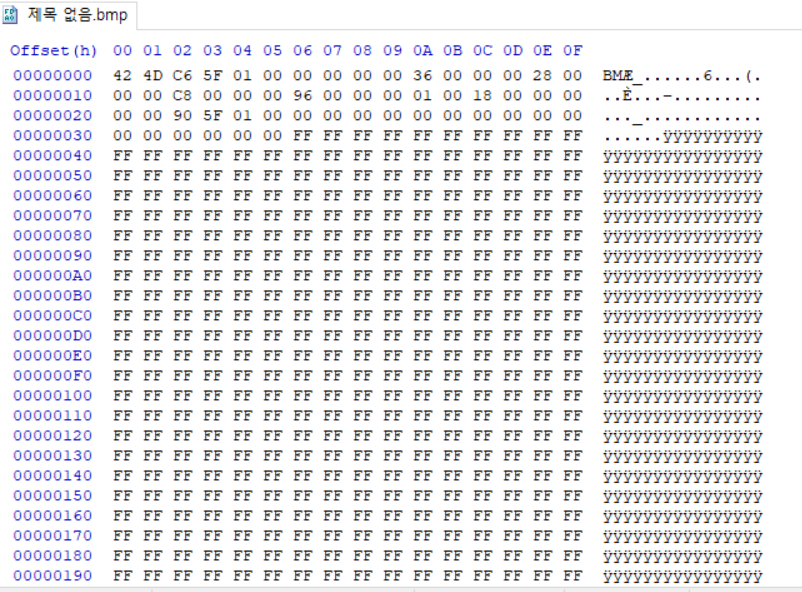 제목 없음.bmp
Offset(h) 00 01 02 03 04 05 06 07 08 09 0A 0B 0C 0D 0E 0F
00000000 42 4D C6 5F 01 00 00 00 00 00 36 00 00 00 28 00 BMÆ_......6...(.
00000010 00 00 C8 00 00 00 96 00 00 00 01 00 18 00 00 00 ..È...–.........
00000020 00 00 90 5F 01 00 00 00 00 00 00 00 00 00 00 00 ..._............
00000030 00 00 00 00 00 00 FF FF FF FF FF FF FF FF FF FF ......ÿÿÿÿÿÿÿÿÿÿ
00000040 FF FF FF FF FF FF FF FF FF FF FF FF FF FF FF FF ÿÿÿÿÿÿÿÿÿÿÿÿÿÿÿÿ
00000050 FF FF FF FF FF FF FF FF FF FF FF FF FF FF FF FF ÿÿÿÿÿÿÿÿÿÿÿÿÿÿÿÿ
00000060 FF FF FF FF FF FF FF FF FF FF FF FF FF FF FF FF ÿÿÿÿÿÿÿÿÿÿÿÿÿÿÿÿ
00000070 FF FF FF FF FF FF FF FF FF FF FF FF FF FF FF FF ÿÿÿÿÿÿÿÿÿÿÿÿÿÿÿÿ
00000080 FF FF FF FF FF FF FF FF FF FF FF FF FF FF FF FF ÿÿÿÿÿÿÿÿÿÿÿÿÿÿÿÿ
00000090 FF FF FF FF FF FF FF FF FF FF FF FF FF FF FF FF ÿÿÿÿÿÿÿÿÿÿÿÿÿÿÿÿ
000000A0 FF FF FF FF FF FF FF FF FF FF FF FF FF FF FF FF ÿÿÿÿÿÿÿÿÿÿÿÿÿÿÿÿ
000000B0 FF FF FF FF FF FF FF FF FF FF FF FF FF FF FF FF ÿÿÿÿÿÿÿÿÿÿÿÿÿÿÿÿ
000000C0 FF FF FF FF FF FF FF FF FF FF FF FF FF FF FF FF ÿÿÿÿÿÿÿÿÿÿÿÿÿÿÿÿ
000000D0 FF FF FF FF FF FF FF FF FF FF FF FF FF FF FF FF ÿÿÿÿÿÿÿÿÿÿÿÿÿÿÿÿ
000000E0 FF FF FF FF FF FF FF FF FF FF FF FF FF FF FF FF ÿÿÿÿÿÿÿÿÿÿÿÿÿÿÿÿ
000000F0 FF FF FF FF FF FF FF FF FF FF FF FF FF FF FF FF ÿÿÿÿÿÿÿÿÿÿÿÿÿÿÿÿ
00000100 FF FF FF FF FF FF FF FF FF FF FF FF FF FF FF FF ÿÿÿÿÿÿÿÿÿÿÿÿÿÿÿÿ
00000110 FF FF FF FF FF FF FF FF FF FF FF FF FF FF FF FF ÿÿÿÿÿÿÿÿÿÿÿÿÿÿÿÿ
00000120 FF FF FF FF FF FF FF FF FF FF FF FF FF FF FF FF ÿÿÿÿÿÿÿÿÿÿÿÿÿÿÿÿ
00000130 FF FF FF FF FF FF FF FF FF FF FF FF FF FF FF FF ÿÿÿÿÿÿÿÿÿÿÿÿÿÿÿÿ
00000140 FF FF FF FF FF FF FF FF FF FF FF FF FF FF FF FF ÿÿÿÿÿÿÿÿÿÿÿÿÿÿÿÿ
00000150 FF FF FF FF FF FF FF FF FF FF FF FF FF FF FF FF ÿÿÿÿÿÿÿÿÿÿÿÿÿÿÿÿ
00000160 FF FF FF FF FF FF FF FF FF FF FF FF FF FF FF FF ÿÿÿÿÿÿÿÿÿÿÿÿÿÿÿÿ
00000170 FF FF FF FF FF FF FF FF FF FF FF FF FF FF FF FF ÿÿÿÿÿÿÿÿÿÿÿÿÿÿÿÿ
00000180 FF FF FF FF FF FF FF FF FF FF FF FF FF FF FF FF ÿÿÿÿÿÿÿÿÿÿÿÿÿÿÿÿ
00000190 FF FF FF FF FF FF FF FF FF FF FF FF FF FF FF FF ÿÿÿÿÿÿÿÿÿÿÿÿÿÿÿÿ